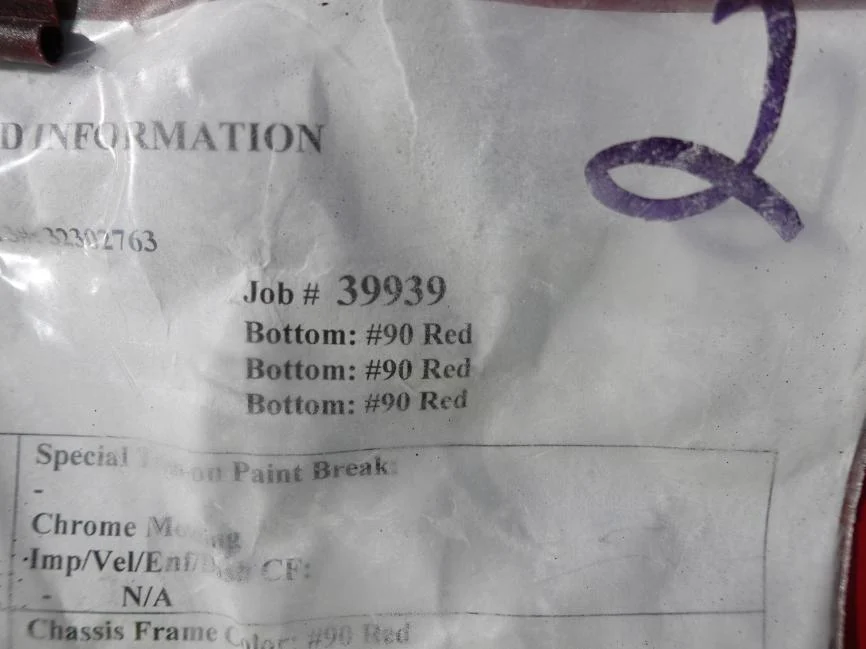 2
D INFORMATION
32302763
Job # 39939
Bottom: #90 Red
Bottom: #90 Red
Bottom: #90 Red
Special Paint Break:
-
Chrome
-Imp/Vel/Enf/ CF:
- N/A
Chassis Frame Color: #90 Red